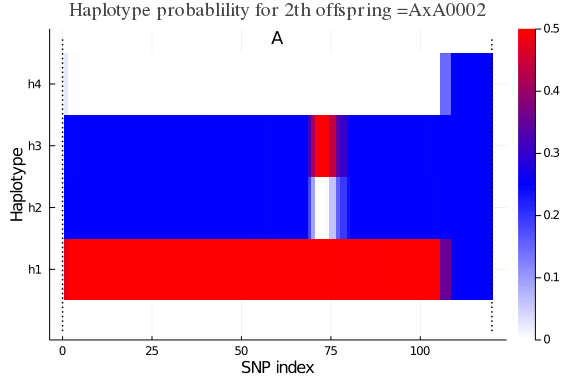 Haplotype probablility for 2th offspring =AxA0002
A
0.5
0.4
0.3
0.2
0.1
0
Haplotype
h4
h3
h2
h1
0 25 50 75 100
SNP index